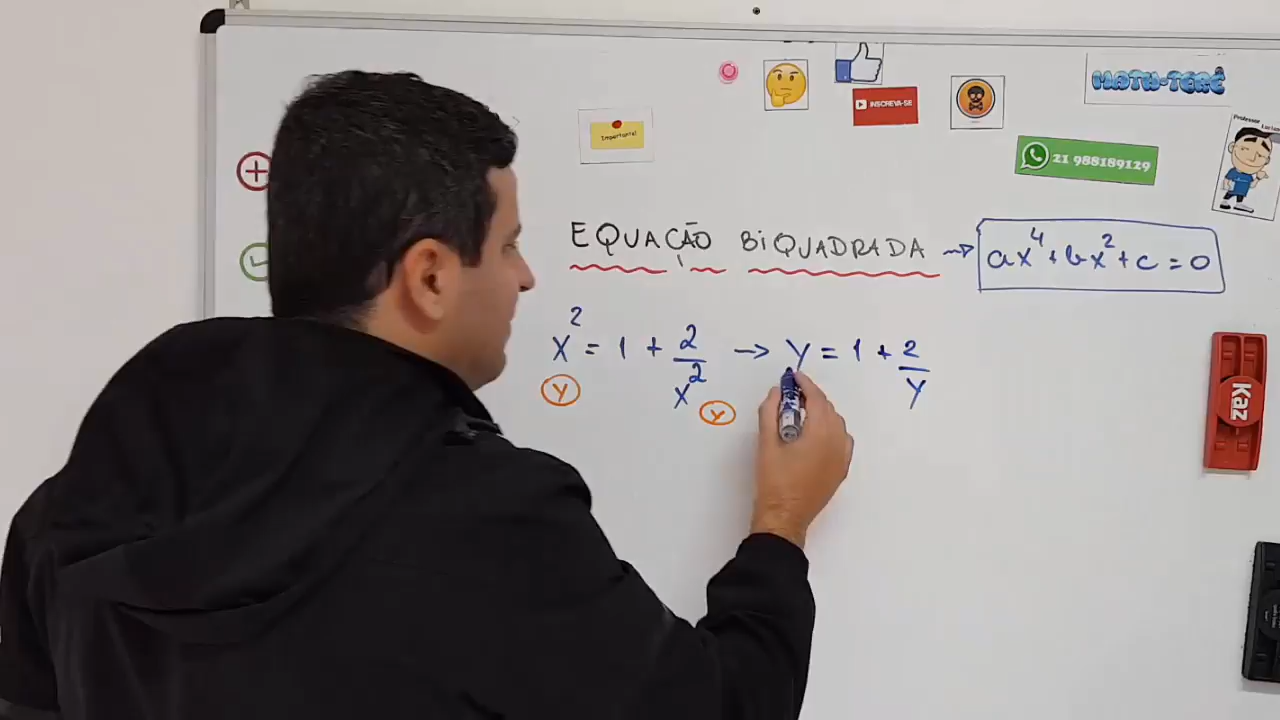 MATH-TERÊ
INSCREVA-SE
Importante!
Professor
21 988189129
EQUAÇÃO BIQUADRADA → ax⁴ + bx² + c = 0
x² = 1 + 2/x² → y = 1 + 2/y
y
y
Kaz